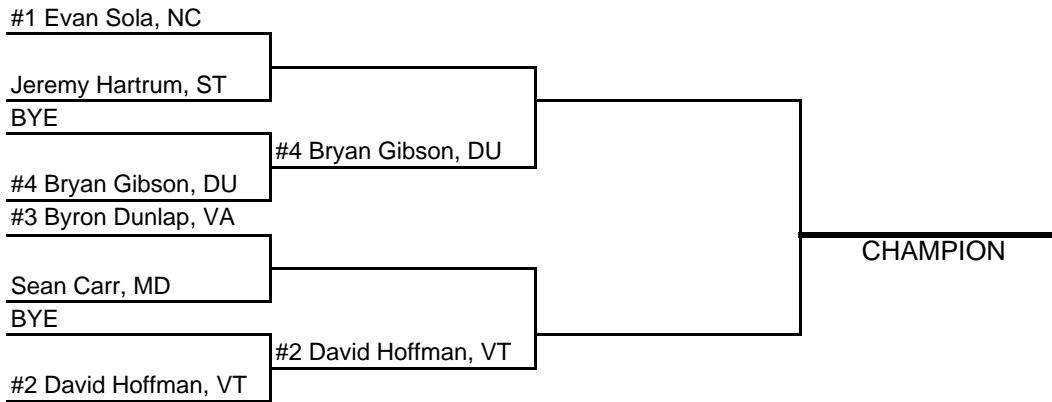 #1 Evan Sola, NC
Jeremy Hartrum, ST
BYE
#4 Bryan Gibson, DU
#4 Bryan Gibson, DU
#3 Byron Dunlap, VA
CHAMPION
Sean Carr, MD
BYE
#2 David Hoffman, VT
#2 David Hoffman, VT